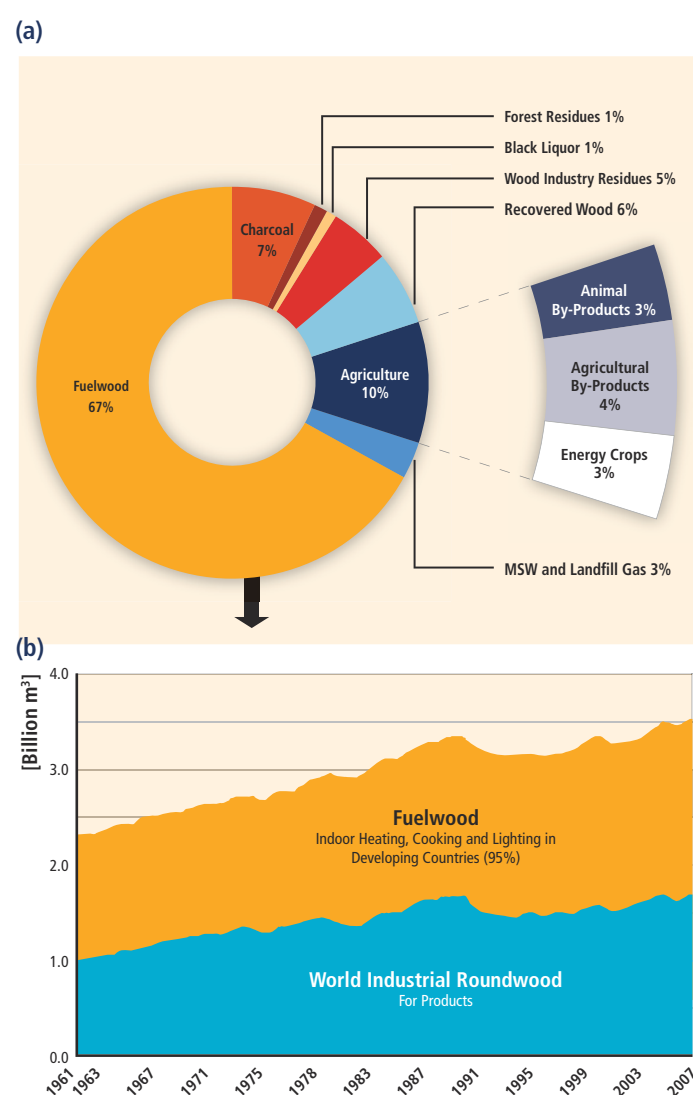 (a)
Forest Residues 1%
Black Liquor 1%
Wood Industry Residues 5%
Recovered Wood 6%
Charcoal
7%
Animal
By-Products 3%
Agriculture
10%
Agricultural
By-Products
4%
Fuelwood
67%
Energy Crops
3%
MSW and Landfill Gas 3%
(b)
[Billion m³]
4.0
3.0
2.0
1.0
0.0
Fuelwood
Indoor Heating, Cooking and Lighting in
Developing Countries (95%)
World Industrial Roundwood
For Products
1961
1963
1967
1971
1975
1978
1983
1987
1991
1995
1999
2003
2007